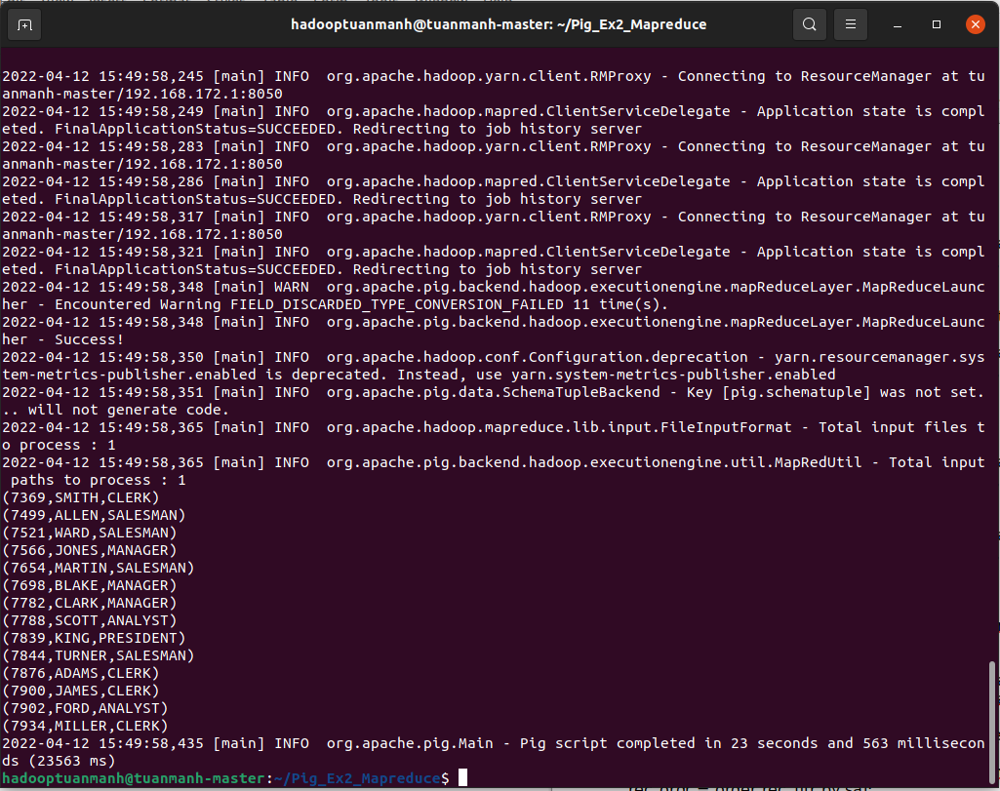 hadooptuanmanh@tuanmanh-master: ~/Pig_Ex2_Mapreduce
2022-04-12 15:49:58,245 [main] INFO  org.apache.hadoop.yarn.client.RMProxy - Connecting to ResourceManager at tu
anmanh-master/192.168.172.1:8050
2022-04-12 15:49:58,249 [main] INFO  org.apache.hadoop.mapred.ClientServiceDelegate - Application state is compl
eted. FinalApplicationStatus=SUCCEEDED. Redirecting to job history server
2022-04-12 15:49:58,283 [main] INFO  org.apache.hadoop.yarn.client.RMProxy - Connecting to ResourceManager at tu
anmanh-master/192.168.172.1:8050
2022-04-12 15:49:58,286 [main] INFO  org.apache.hadoop.mapred.ClientServiceDelegate - Application state is compl
eted. FinalApplicationStatus=SUCCEEDED. Redirecting to job history server
2022-04-12 15:49:58,317 [main] INFO  org.apache.hadoop.yarn.client.RMProxy - Connecting to ResourceManager at tu
anmanh-master/192.168.172.1:8050
2022-04-12 15:49:58,321 [main] INFO  org.apache.hadoop.mapred.ClientServiceDelegate - Application state is compl
eted. FinalApplicationStatus=SUCCEEDED. Redirecting to job history server
2022-04-12 15:49:58,348 [main] WARN  org.apache.pig.backend.hadoop.executionengine.mapReduceLayer.MapReduceLaunc
her - Encountered Warning FIELD_DISCARDED_TYPE_CONVERSION_FAILED 11 time(s).
2022-04-12 15:49:58,348 [main] INFO  org.apache.pig.backend.hadoop.executionengine.mapReduceLayer.MapReduceLaunc
her - Success!
2022-04-12 15:49:58,350 [main] INFO  org.apache.hadoop.conf.Configuration.deprecation - yarn.resourcemanager.sys
tem-metrics-publisher.enabled is deprecated. Instead, use yarn.system-metrics-publisher.enabled
2022-04-12 15:49:58,351 [main] INFO  org.apache.pig.data.SchemaTupleBackend - Key [pig.schematuple] was not set.
.. will not generate code.
2022-04-12 15:49:58,365 [main] INFO  org.apache.hadoop.mapreduce.lib.input.FileInputFormat - Total input files t
o process : 1
2022-04-12 15:49:58,365 [main] INFO  org.apache.pig.backend.hadoop.executionengine.util.MapRedUtil - Total input
 paths to process : 1
(7369,SMITH,CLERK)
(7499,ALLEN,SALESMAN)
(7521,WARD,SALESMAN)
(7566,JONES,MANAGER)
(7654,MARTIN,SALESMAN)
(7698,BLAKE,MANAGER)
(7782,CLARK,MANAGER)
(7788,SCOTT,ANALYST)
(7839,KING,PRESIDENT)
(7844,TURNER,SALESMAN)
(7876,ADAMS,CLERK)
(7900,JAMES,CLERK)
(7902,FORD,ANALYST)
(7934,MILLER,CLERK)
2022-04-12 15:49:58,435 [main] INFO  org.apache.pig.Main - Pig script completed in 23 seconds and 563 millisecon
ds (23563 ms)
hadooptuanmanh@tuanmanh-master:~/Pig_Ex2_Mapreduce$